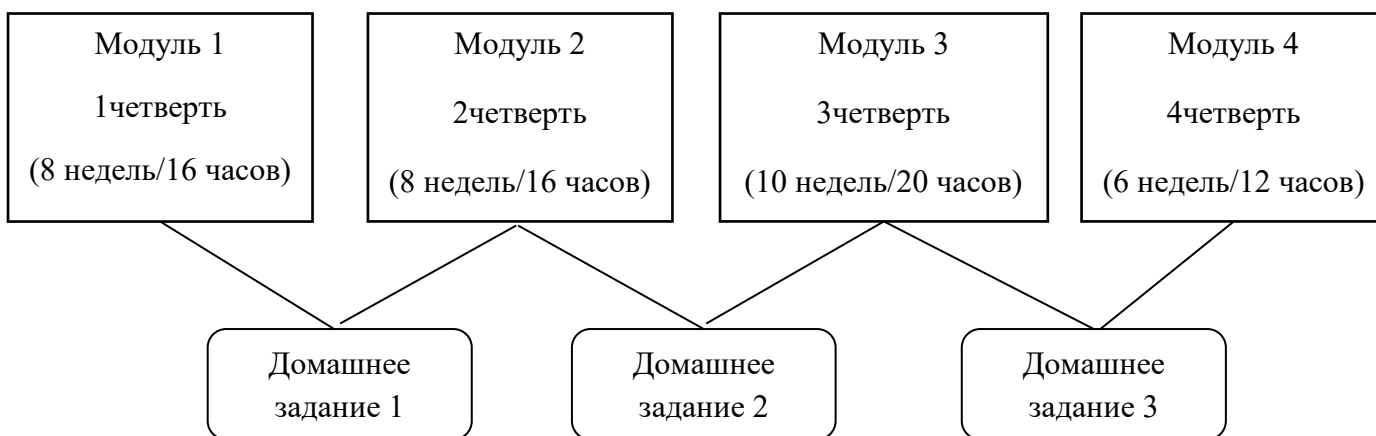 Модуль 1
1четверть
(8 недель/16 часов)
Модуль 2
2четверть
(8 недель/16 часов)
Модуль 3
3четверть
(10 недель/20 часов)
Модуль 4
4четверть
(6 недель/12 часов)
Домашнее
задание 1
Домашнее
задание 2
Домашнее
задание 3